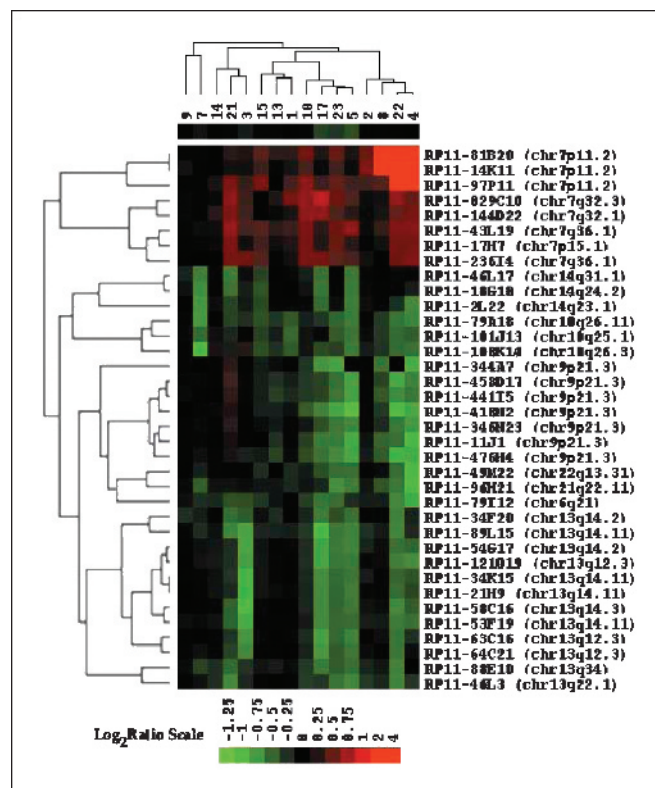 9 7 14 21 3 15 13 1 18 17 23 5 2 8 22 4
RP11-81B20 (chr7p11.2)
RP11-14K11 (chr7p11.2)
RP11-97P11 (chr7p11.2)
RP11-829C10 (chr7q32.3)
RP11-144D22 (chr7q32.1)
RP11-43L19 (chr7q36.1)
RP11-17H7 (chr7p15.1)
RP11-236I4 (chr7q36.1)
RP11-46L17 (chr14q31.1)
RP11-18G18 (chr14q24.2)
RP11-2L22 (chr14q23.1)
RP11-79A18 (chr10q26.11)
RP11-101J13 (chr10q25.1)
RP11-108K14 (chr10q26.3)
RP11-344A7 (chr9p21.3)
RP11-458D17 (chr9p21.3)
RP11-441I5 (chr9p21.3)
RP11-418N2 (chr9p21.3)
RP11-346N23 (chr9p21.3)
RP11-11J1 (chr9p21.3)
RP11-476H4 (chr9p21.3)
RP11-49M22 (chr22q13.31)
RP11-96H21 (chr21q22.11)
RP11-79I12 (chr6q21)
RP11-34F20 (chr13q14.2)
RP11-89L15 (chr13q14.11)
RP11-54G17 (chr13q14.2)
RP11-121O19 (chr13q12.3)
RP11-34K15 (chr13q14.11)
RP11-21H9 (chr13q14.11)
RP11-58C16 (chr13q14.3)
RP11-53F19 (chr13q14.11)
RP11-63C16 (chr13q12.3)
RP11-64C21 (chr13q12.3)
RP11-88E10 (chr13q34)
RP11-46L3 (chr13q22.1)
Log2Ratio Scale
-1.25 -1 -0.75 -0.5 -0.25 0 0.25 0.5 0.75 1 2 4